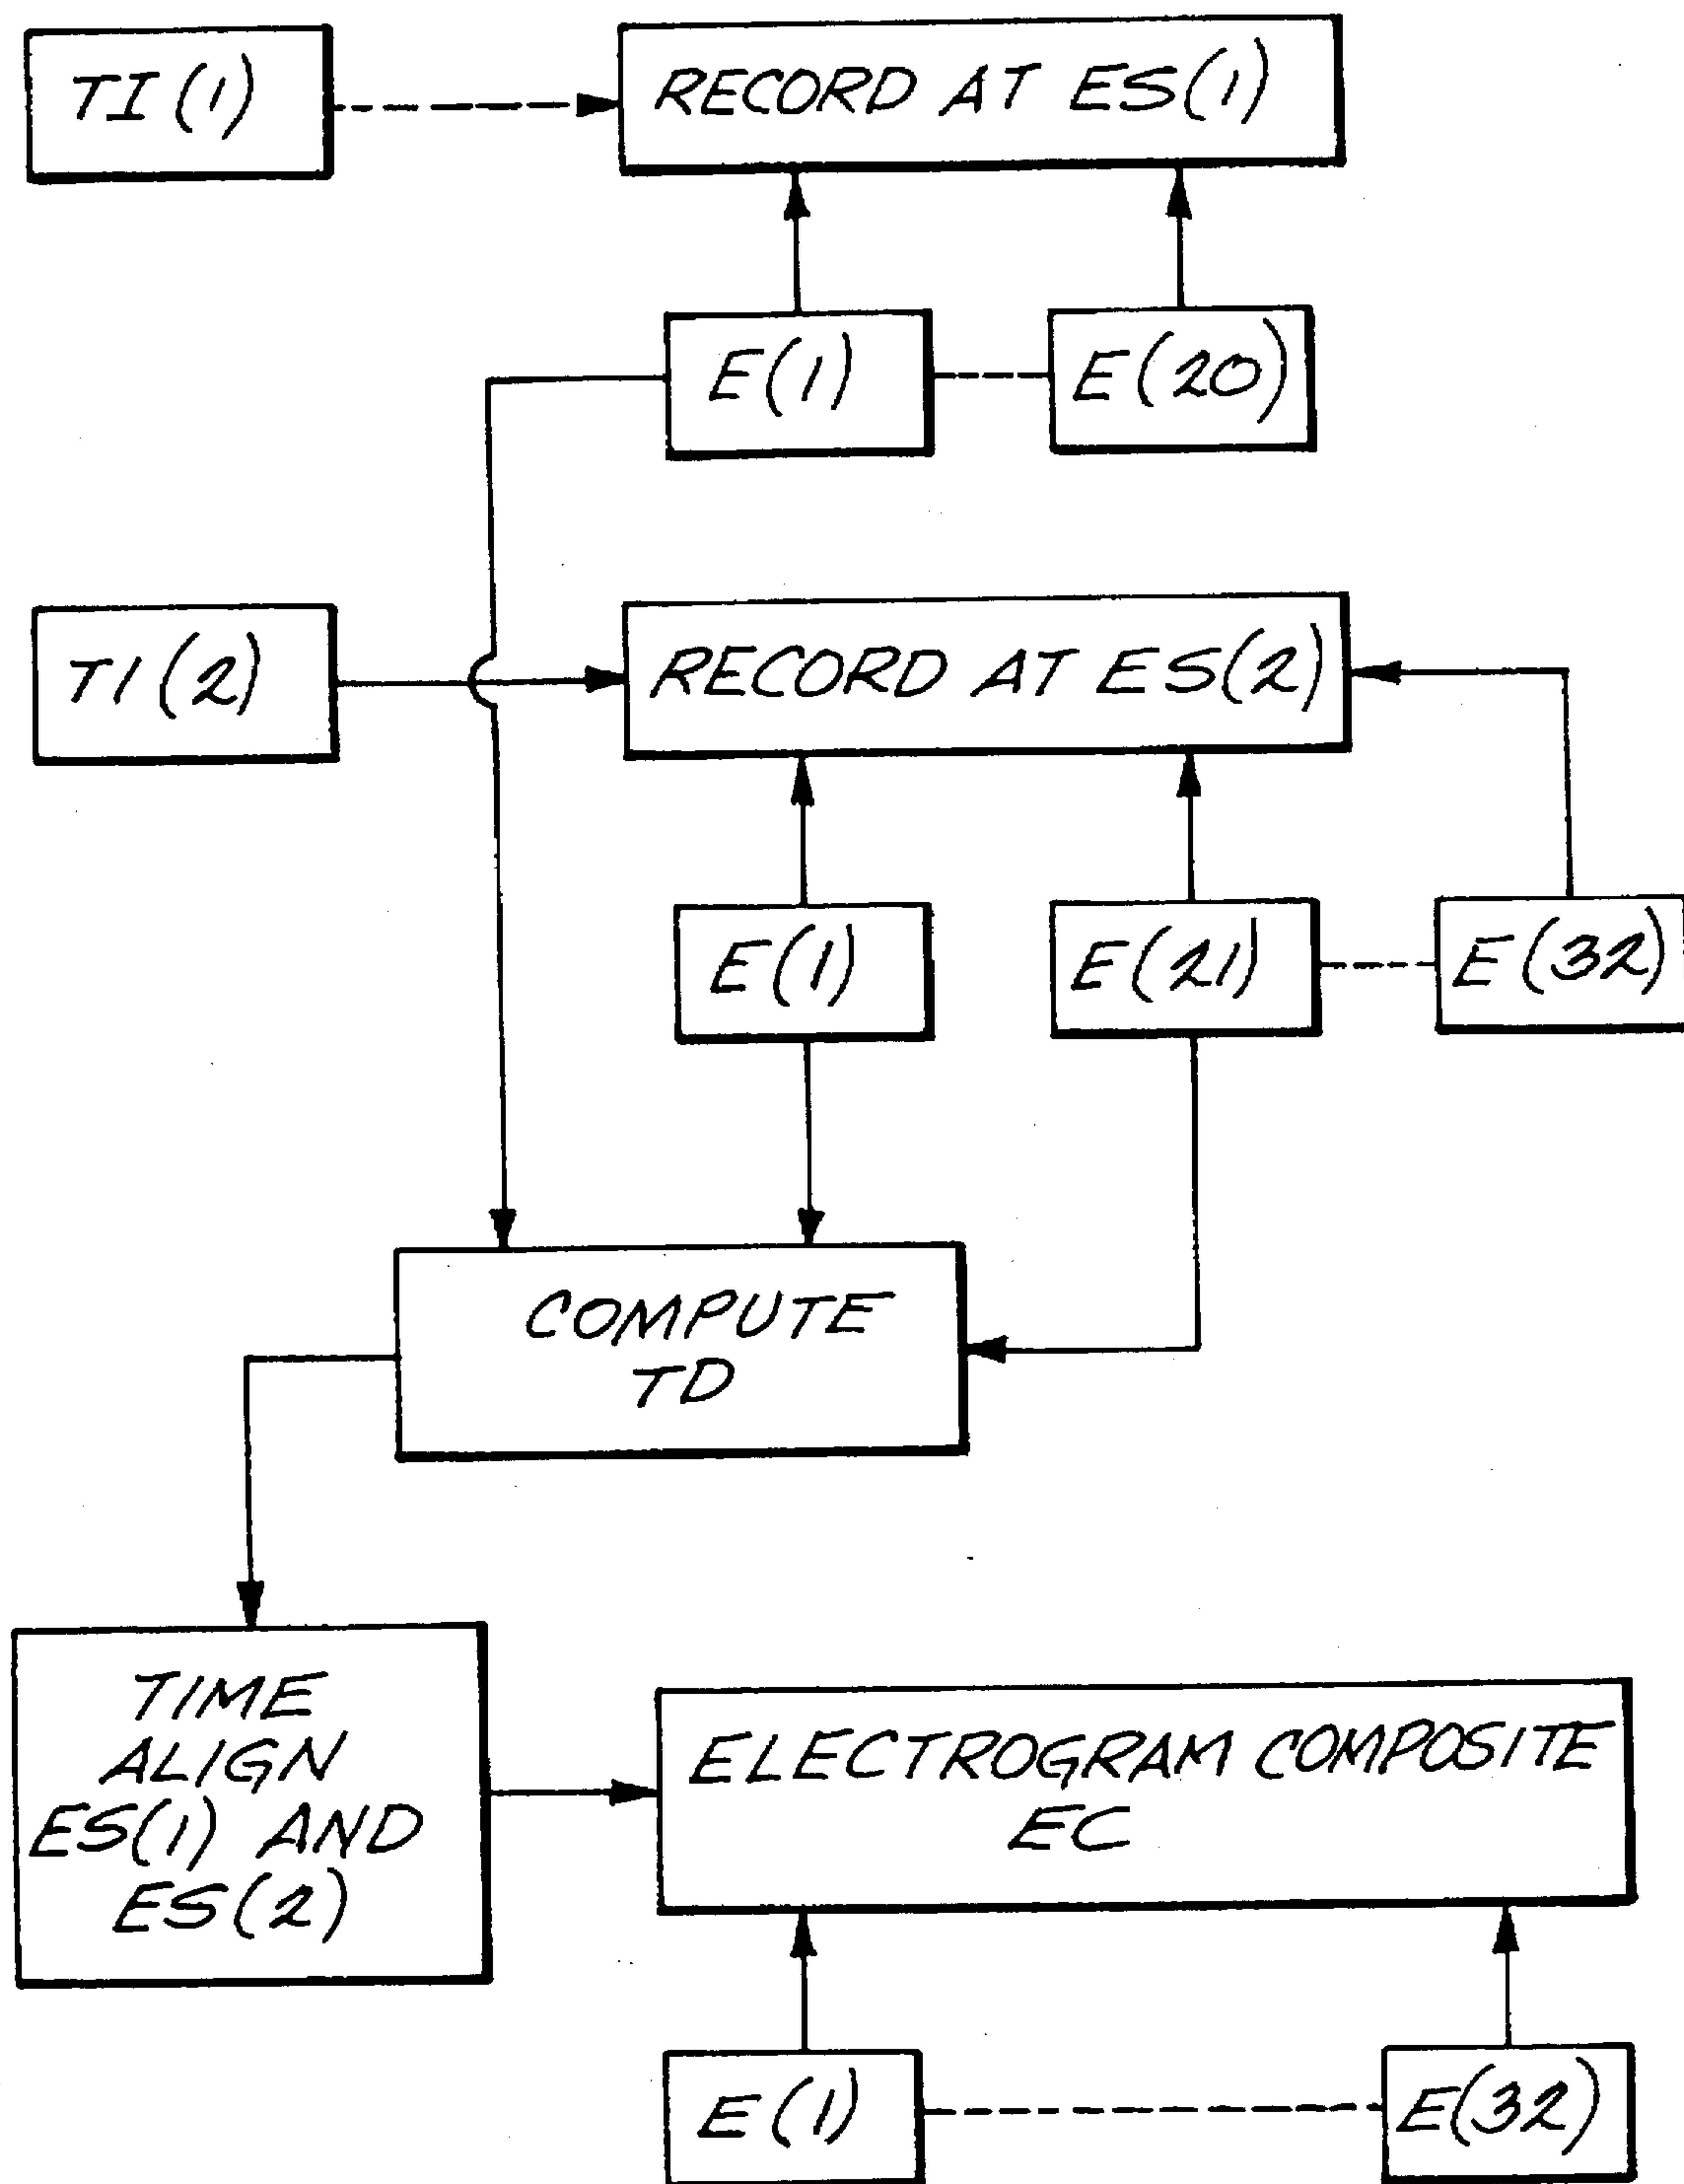 TI(1)
RECORD AT ES(1)
E(1)
E(20)
TI(2)
RECORD AT ES(2)
E(1)
E(21)
E(32)
COMPUTE
TD
TIME
ALIGN
ES(1) AND
ES(2)
ELECTROGRAM COMPOSITE
EC
E(1)
E(32)